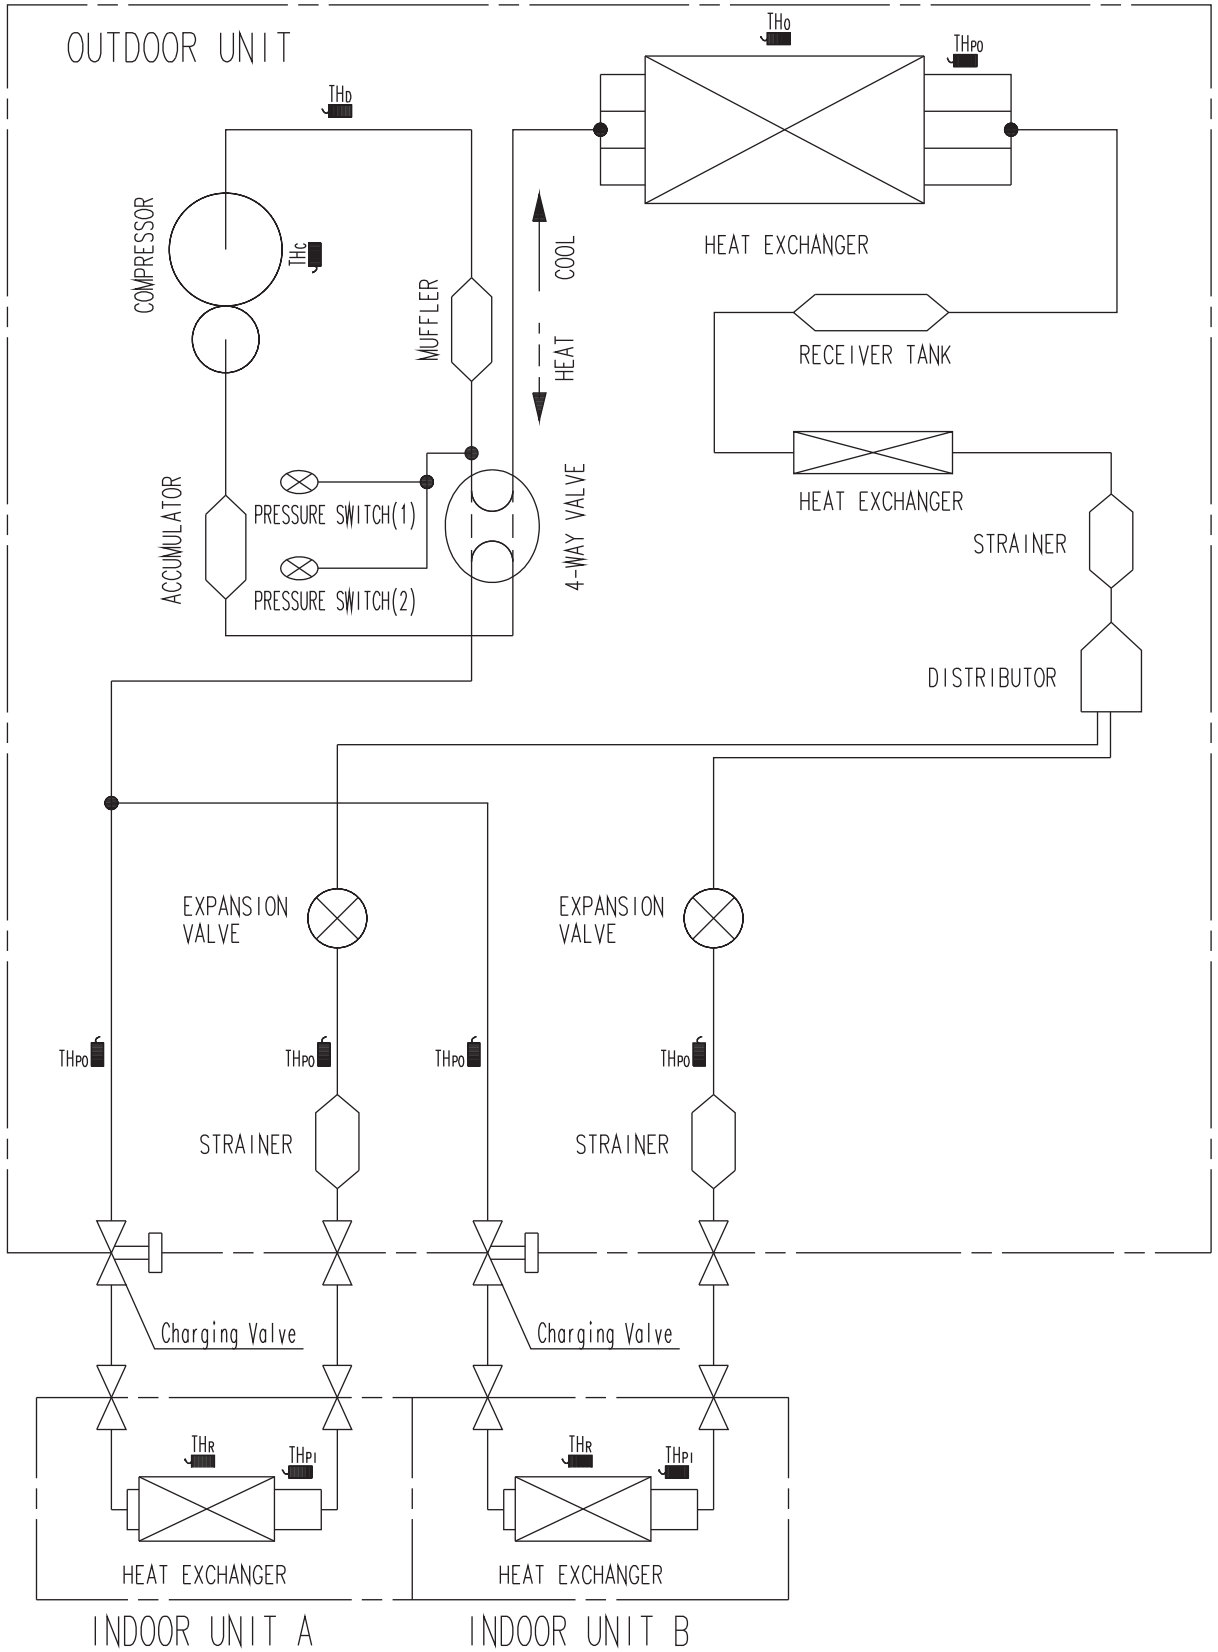 OUTDOOR UNIT
THO
THPO
THD
COMPRESSOR
THC
MUFFLER
COOL
HEAT
HEAT EXCHANGER
RECEIVER TANK
HEAT EXCHANGER
ACCUMULATOR
PRESSURE SWITCH(1)
PRESSURE SWITCH(2)
4-WAY VALVE
STRAINER
DISTRIBUTOR
EXPANSION
VALVE
EXPANSION
VALVE
THPO
THPO
THPO
THPO
STRAINER
STRAINER
Charging Valve
Charging Valve
THR
THPI
THR
THPI
HEAT EXCHANGER
HEAT EXCHANGER
INDOOR UNIT A
INDOOR UNIT B